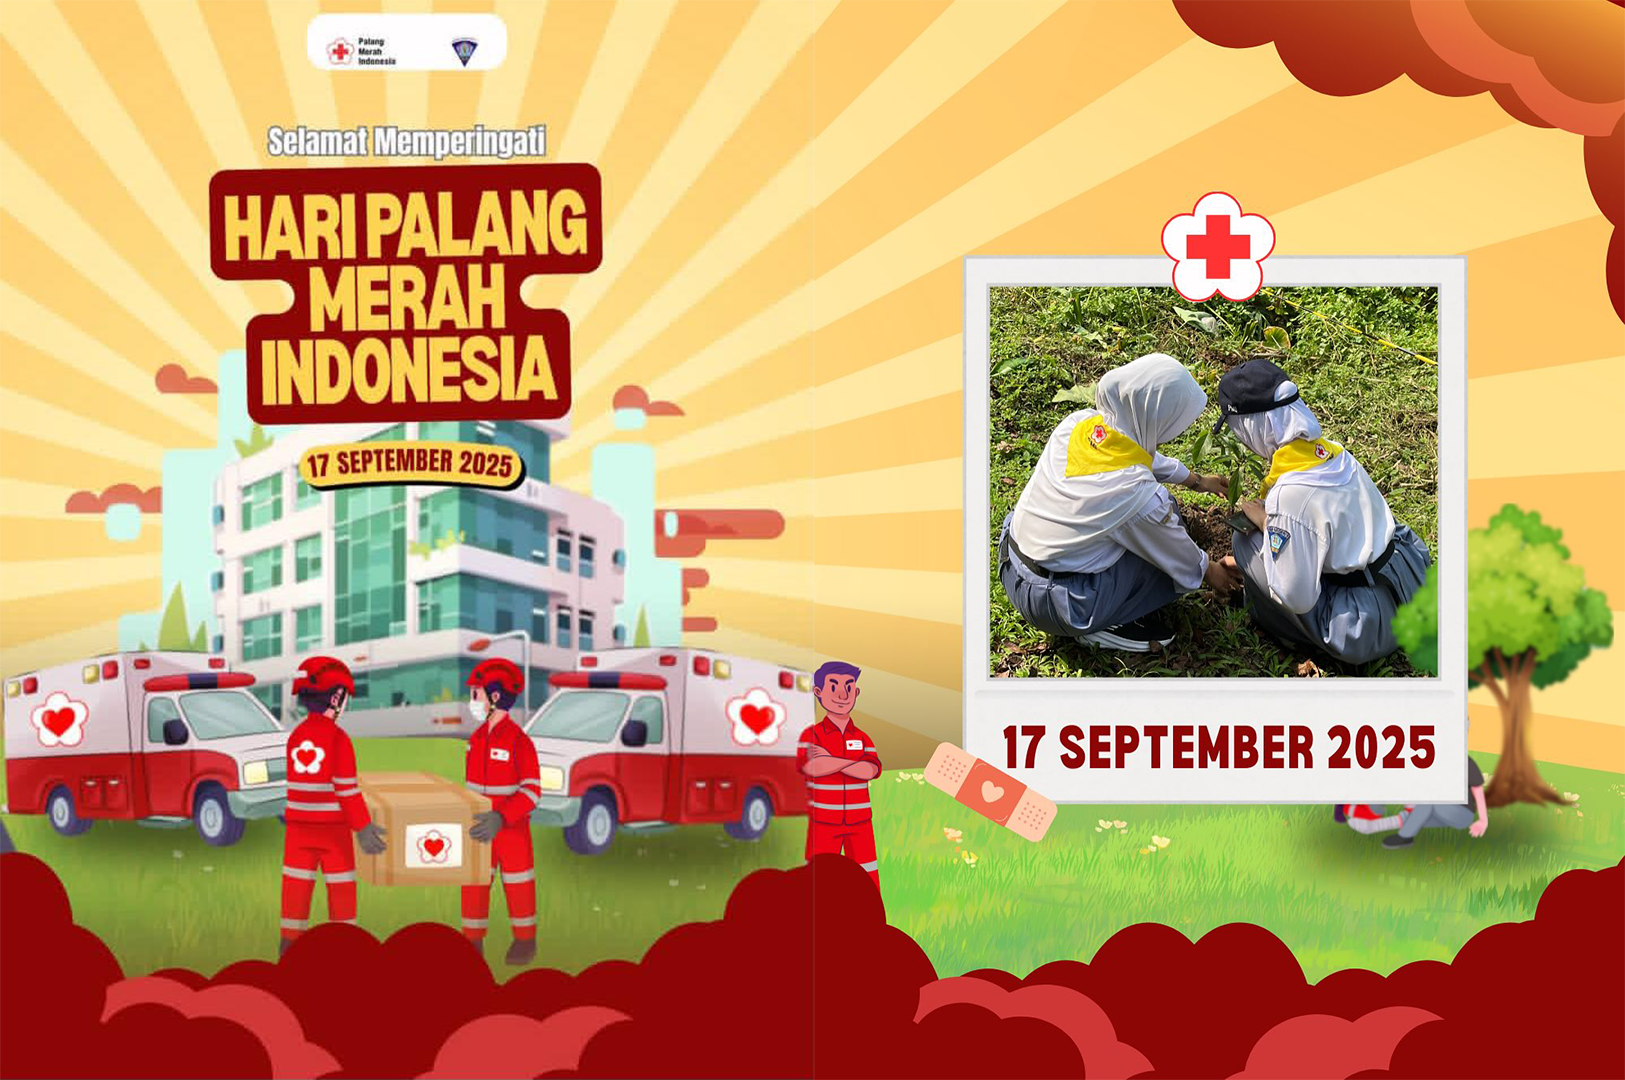 Palang
Merah
Indonesia
Selamat Memperingati
HARI PALANG
MERAH
INDONESIA
17 SEPTEMBER 2025
17 SEPTEMBER 2025